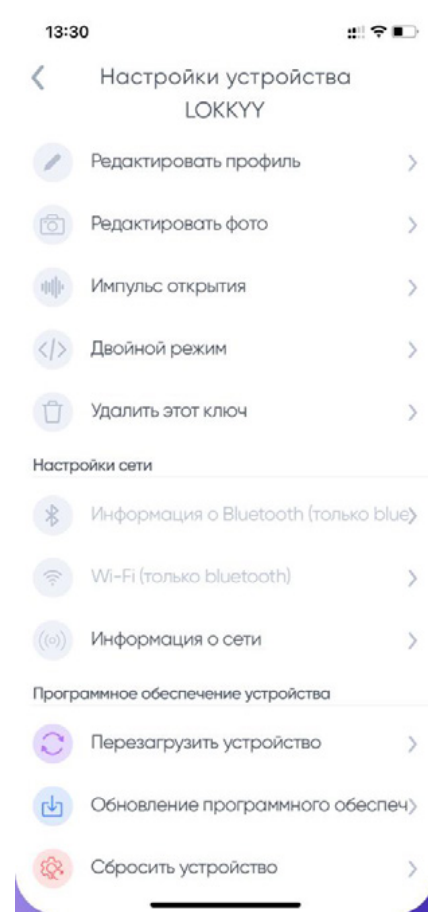 13:30
Настройки устройства
LOKKYY
Редактировать профиль
Редактировать фото
Импульс открытия
Двойной режим
Удалить этот ключ
Настройки сети
Информация о Bluetooth (только blue
Wi-Fi (только bluetooth)
Информация о сети
Программное обеспечение устройства
Перезагрузить устройство
Обновление программного обеспеч
Сбросить устройство